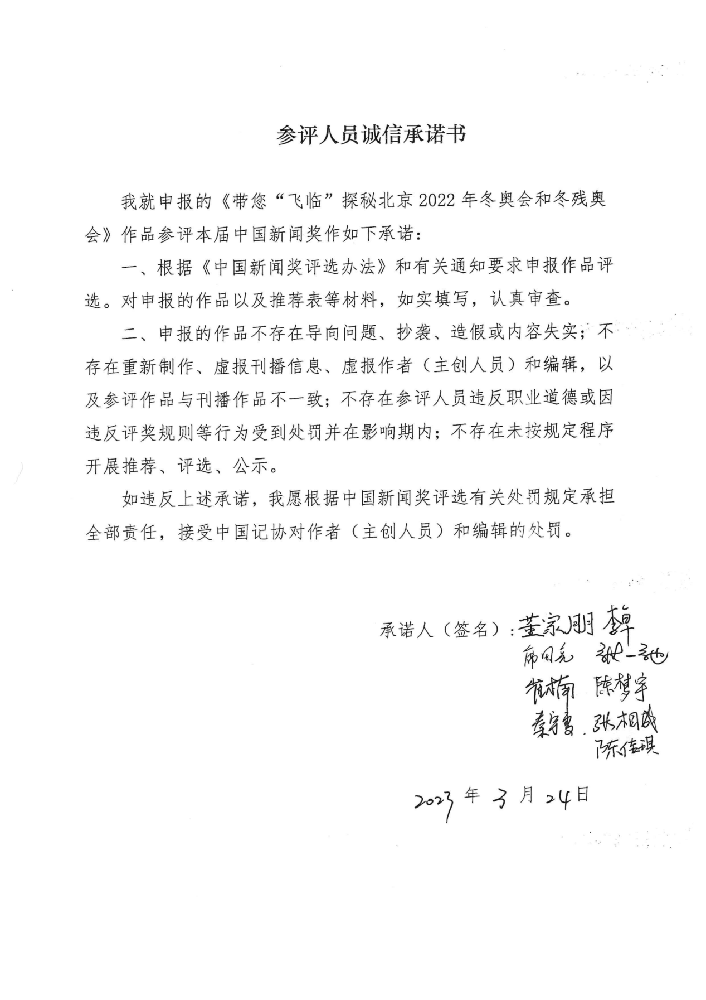 参评人员诚信承诺书
我就申报的《带您“飞临”探秘北京2022年冬奥会和冬残奥
会》作品参评本届中国新闻奖作如下承诺：
一、根据《中国新闻奖评选办法》和有关通知要求申报作品评
选。对申报的作品以及推荐表等材料，如实填写，认真审查。
二、申报的作品不存在导向问题、抄袭、造假或内容失实；不
存在重新制作、虚报刊播信息、虚报作者（主创人员）和编辑，以
及参评作品与刊播作品不一致；不存在参评人员违反职业道德或因
违反评奖规则等行为受到处罚并在影响期内；不存在未按规定程序
开展推荐、评选、公示。
如违反上述承诺，我愿根据中国新闻奖评选有关处罚规定承担
全部责任，接受中国记协对作者（主创人员）和编辑的处罚。
承诺人（签名）：董家朋 李卓
崔楠 陈梦宇
秦宇雯 张相成
陈佳琪
2023年3月24日